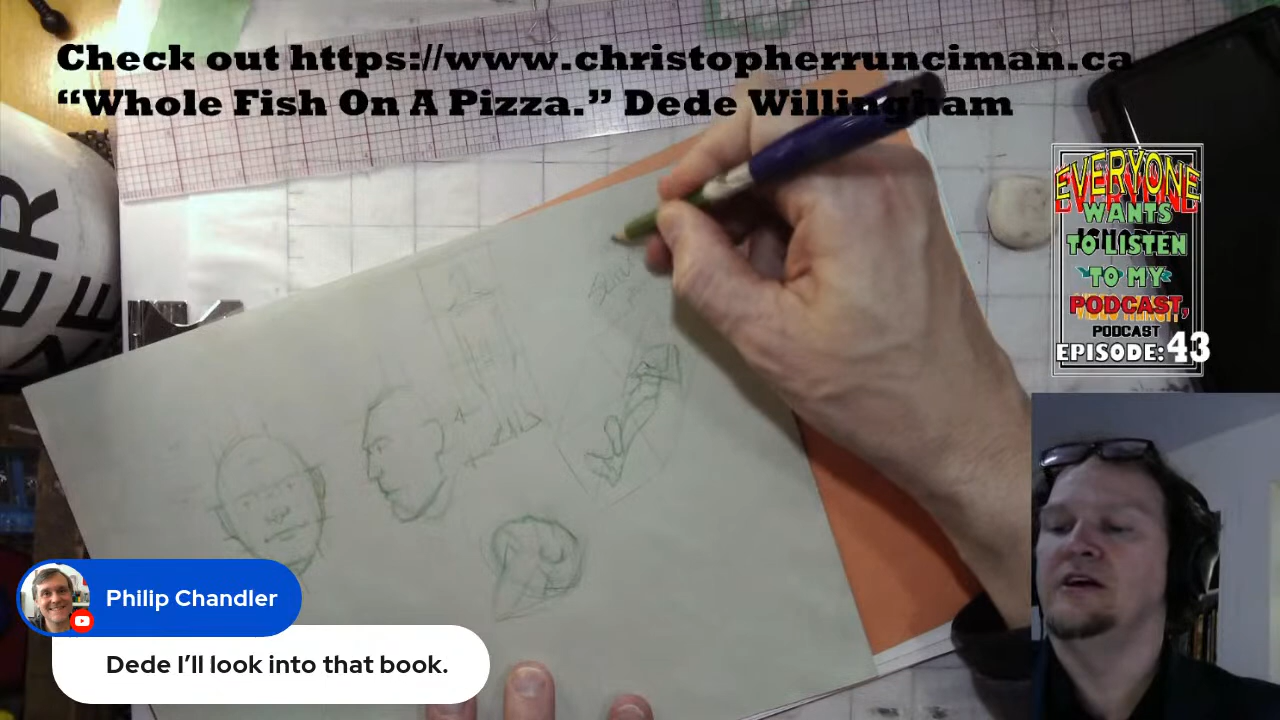 Check out https://www.christopherrunciman.ca
“Whole Fish On A Pizza.” Dede Willingham
EVERYONE
WANTS
TO LISTEN
TO MY
PODCAST,
PODCAST
EPISODE:43
Philip Chandler
Dede I’ll look into that book.